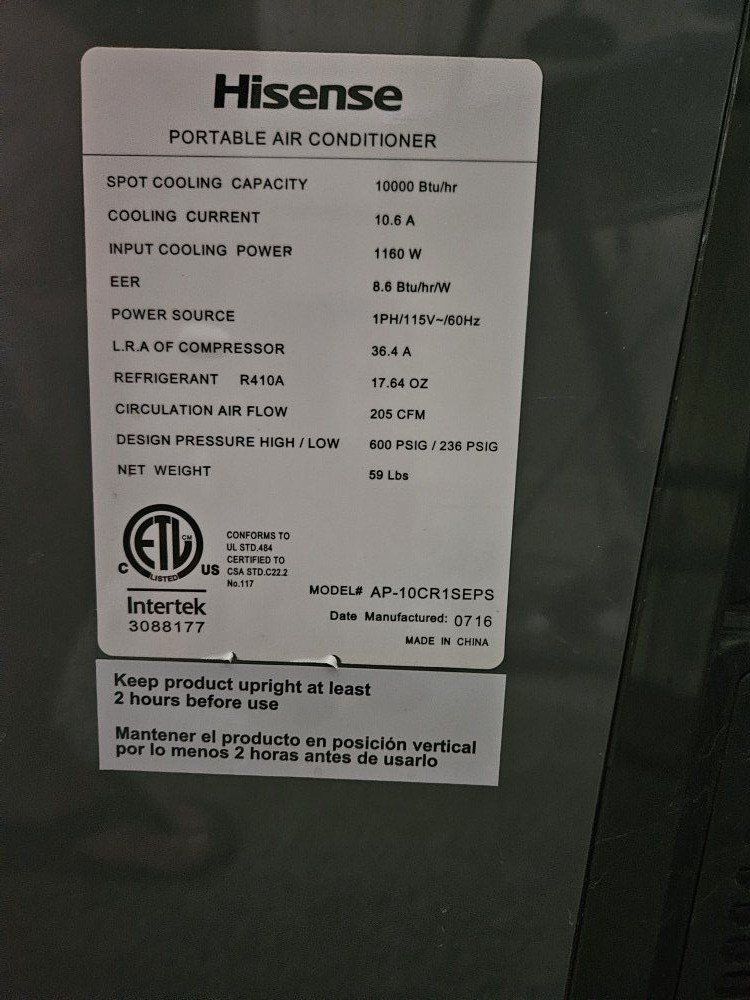 Hisense
PORTABLE AIR CONDITIONER
SPOT COOLING CAPACITY 10000 Btu/hr
COOLING CURRENT 10.6 A
INPUT COOLING POWER 1160 W
EER 8.6 Btu/hr/W
POWER SOURCE 1PH/115V~/60Hz
L.R.A OF COMPRESSOR 36.4 A
REFRIGERANT R410A 17.64 OZ
CIRCULATION AIR FLOW 205 CFM
DESIGN PRESSURE HIGH / LOW 600 PSIG / 236 PSIG
NET WEIGHT 59 Lbs
ETL CM
C LISTED US
Intertek
3088177
CONFORMS TO
UL STD.484
CERTIFIED TO
CSA STD.C22.2
No.117
MODEL# AP-10CR1SEPS
Date Manufactured: 0716
MADE IN CHINA
Keep product upright at least
2 hours before use
Mantener el producto en posición vertical
por lo menos 2 horas antes de usarlo